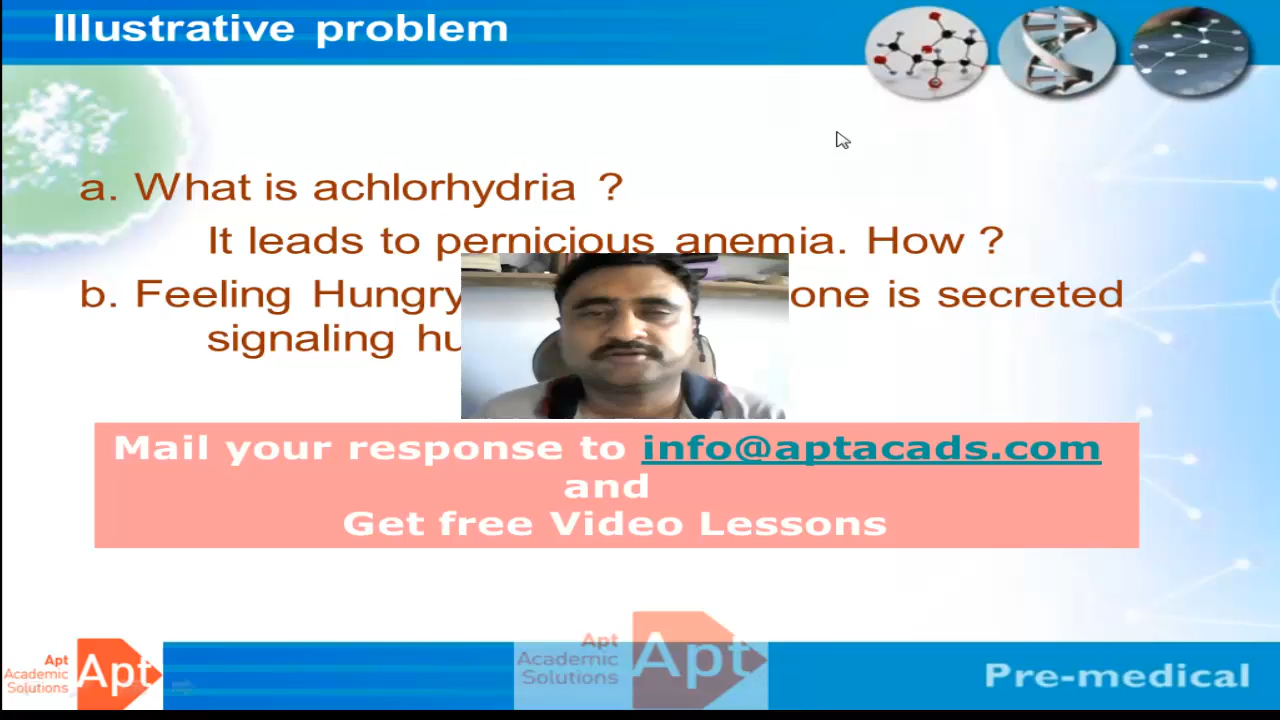 Illustrative problem
a. What is achlorhydria ?
It leads to pernicious anemia. How ?
b. Feeling Hungry one is secreted
signaling hu
Mail your response to info@aptacads.com
and
Get free Video Lessons
Apt
Academic
Solutions
Apt
Apt
Academic
Solutions
Apt
Pre-medical